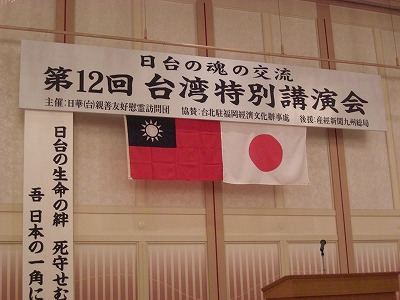 日台の魂の交流
第12回 台湾特別講演会
主催:日華(台)親善友好慰霊訪問団 協賛:台北駐福岡經濟文化辦事處 後援:産經新聞九州総局
日台の生命の絆 死守せむ
吾 日本の一角に